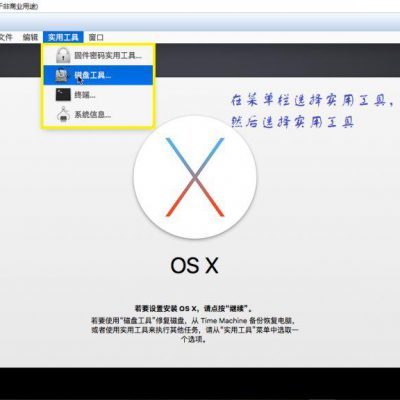 于非商业用途)
文件 编辑 实用工具 窗口
固件密码实用工具...
磁盘工具...
终端...
系统信息...
在菜单栏选择实用工具，
然后选择实用工具
OS X
若要设置安装 OS X，请点按“继续”。
若要使用“磁盘工具”修复磁盘，从 Time Machine 备份恢复电脑，
或者使用实用工具来执行其他任务，请从“实用工具”菜单中选取一
个选项。